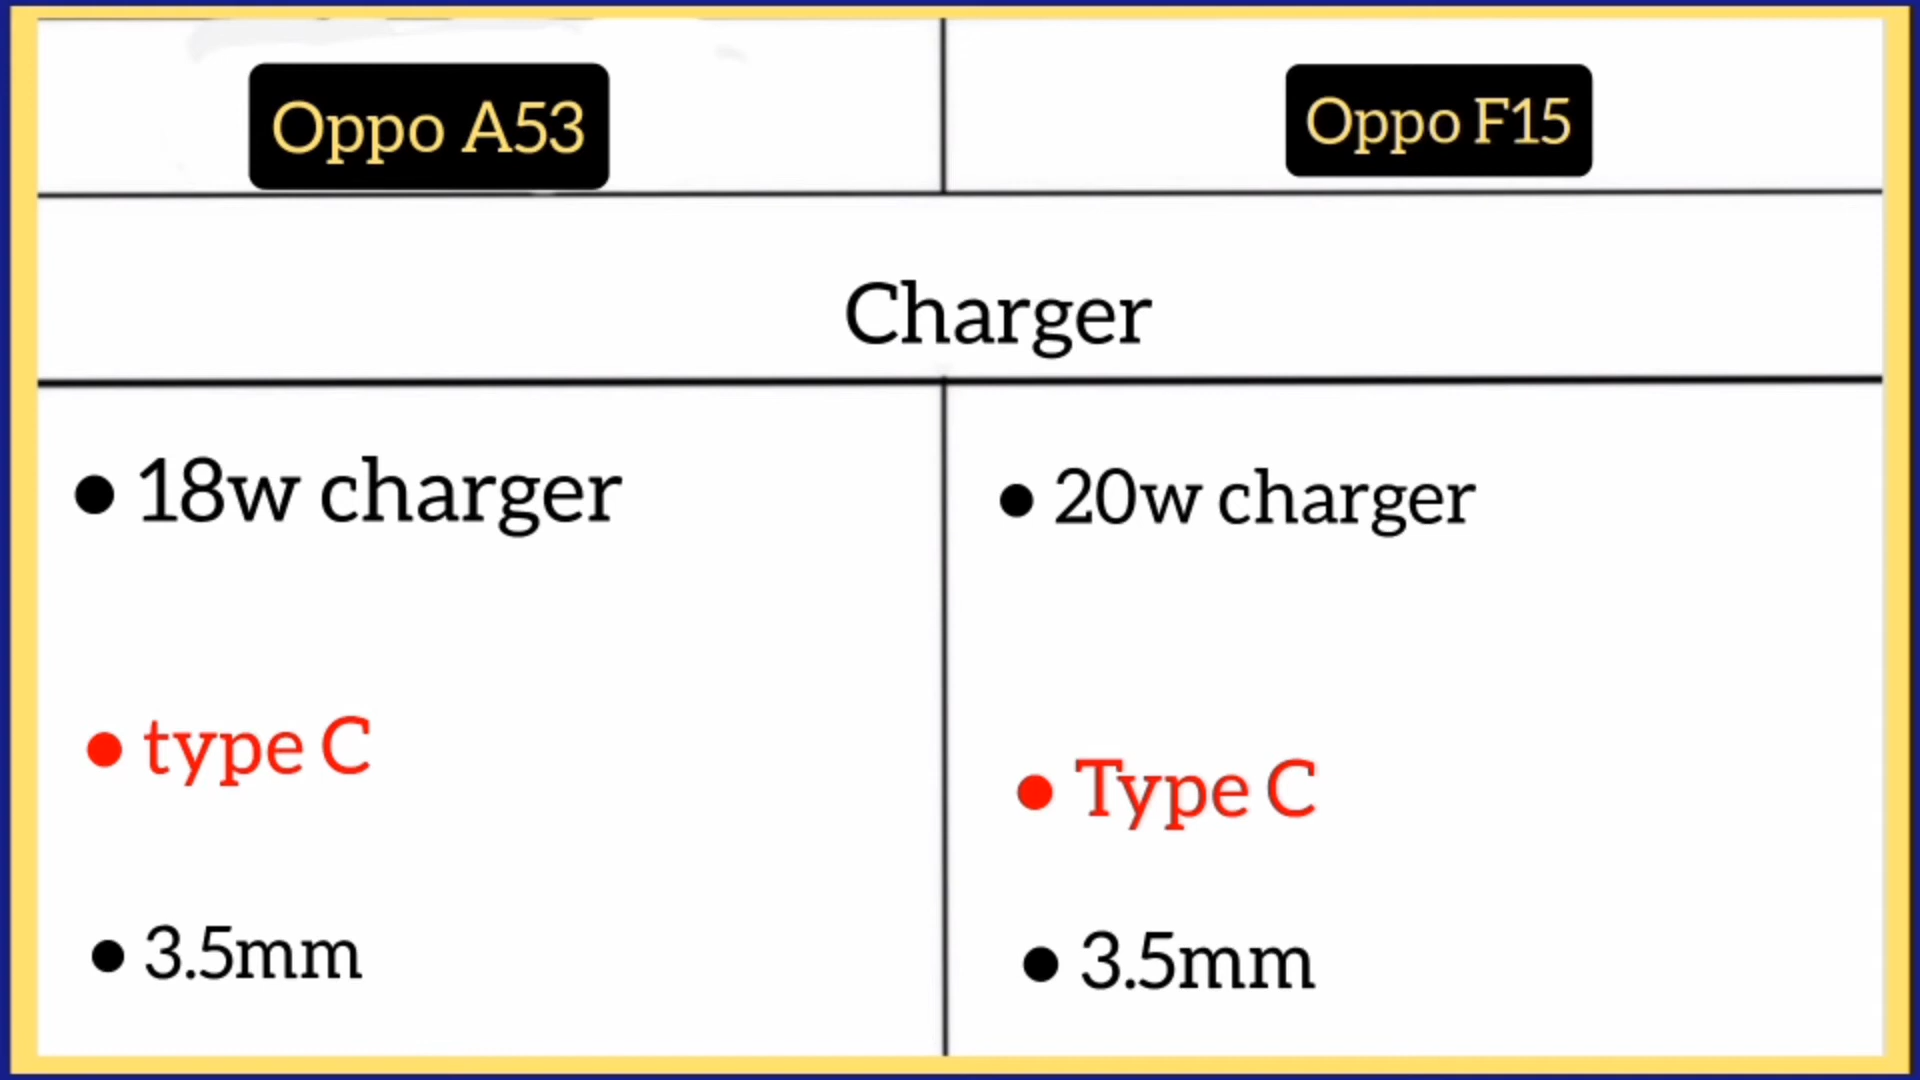 Oppo A53
Oppo F15
Charger
• 18w charger
• 20w charger
• type C
• Type C
• 3.5mm
• 3.5mm